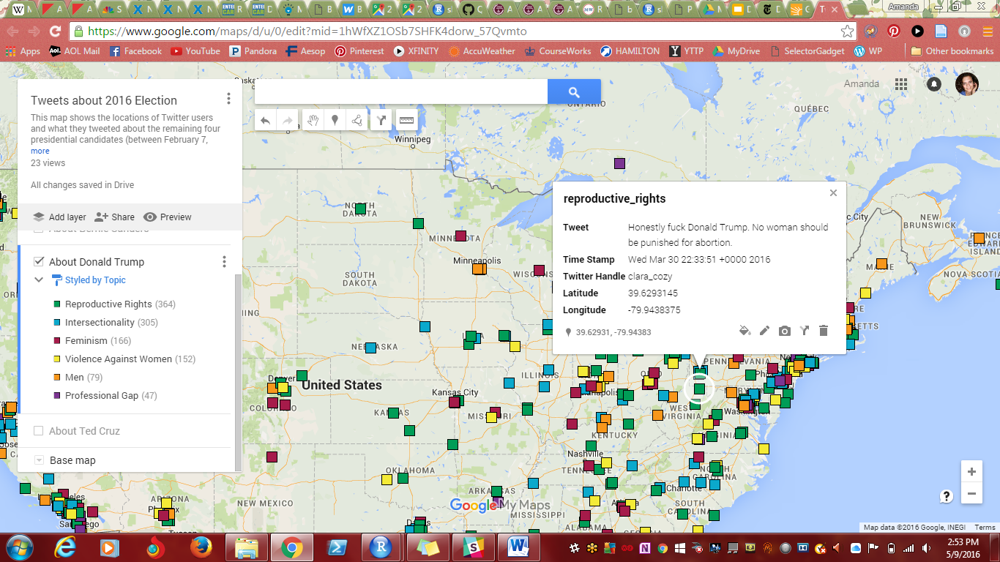 Amanda
https://www.google.com/maps/d/u/0/edit?mid=1hWfXZ1OSb7SHFK4dorw_57Qvmto
Apps AOL Mail Facebook YouTube Pandora Aesop Pinterest XFINITY AccuWeather CourseWorks HAMILTON YTTP MyDrive SelectorGadget WP Other bookmarks
Tweets about 2016 Election
This map shows the locations of Twitter users
and what they tweeted about the remaining four
presidential candidates (between February 7,
more
23 views
All changes saved in Drive
Add layer Share Preview
About Bernie Sanders
About Donald Trump
Styled by Topic
Reproductive Rights (364)
Intersectionality (305)
Feminism (166)
Violence Against Women (152)
Men (79)
Professional Gap (47)
About Ted Cruz
Base map
Amanda
ONTARIO
QUÉBEC
Winnipeg
NORTH
DAKOTA
MINNESOTA
Minneapolis
SOUTH
DAKOTA
NEW
BRUNSWICK
MAINE
NOVA SCOTIA
reproductive_rights
Tweet Honestly fuck Donald Trump. No woman should
be punished for abortion.
Time Stamp Wed Mar 30 22:33:51 +0000 2016
Twitter Handle clara_cozy
Latitude 39.6293145
Longitude -79.9438375
39.62931, -79.94383
NEBRASKA
ILLINOIS
PENNSYLVANIA
Denver
United States
Kansas City
COLORADO
KANSAS
MISSOURI
WEST
VIRGINIA
Washington
KENTUCKY
Nashville
OKLAHOMA
TENNESSEE
NORTH
CAROLINA
Charlotte
ARKANSAS
ARIZONA
NEW MEXICO
Google My Maps
MISSISSIPPI
SOUTH
CAROLINA
San Diego
Dallas
ALABAMA
Map data ©2016 Google, INEGI Terms
2:53 PM
5/9/2016